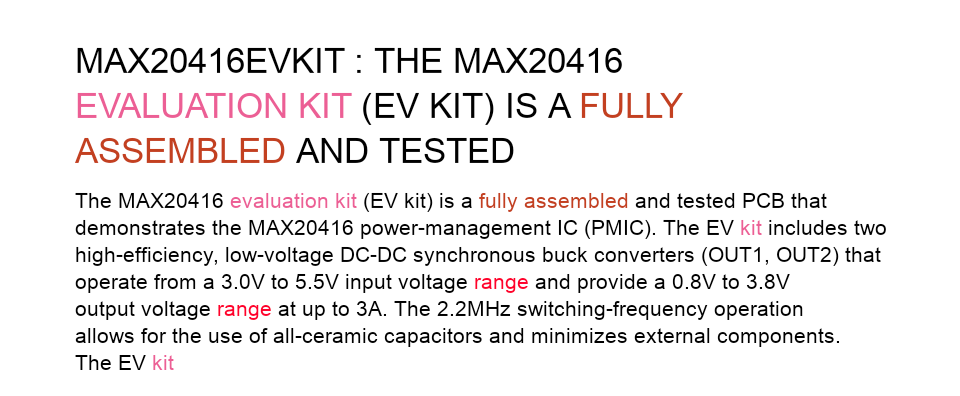 MAX20416EVKIT : THE MAX20416
EVALUATION KIT (EV KIT) IS A FULLY
ASSEMBLED AND TESTED
The MAX20416 evaluation kit (EV kit) is a fully assembled and tested PCB that
demonstrates the MAX20416 power-management IC (PMIC). The EV kit includes two
high-efficiency, low-voltage DC-DC synchronous buck converters (OUT1, OUT2) that
operate from a 3.0V to 5.5V input voltage range and provide a 0.8V to 3.8V
output voltage range at up to 3A. The 2.2MHz switching-frequency operation
allows for the use of all-ceramic capacitors and minimizes external components.
The EV kit